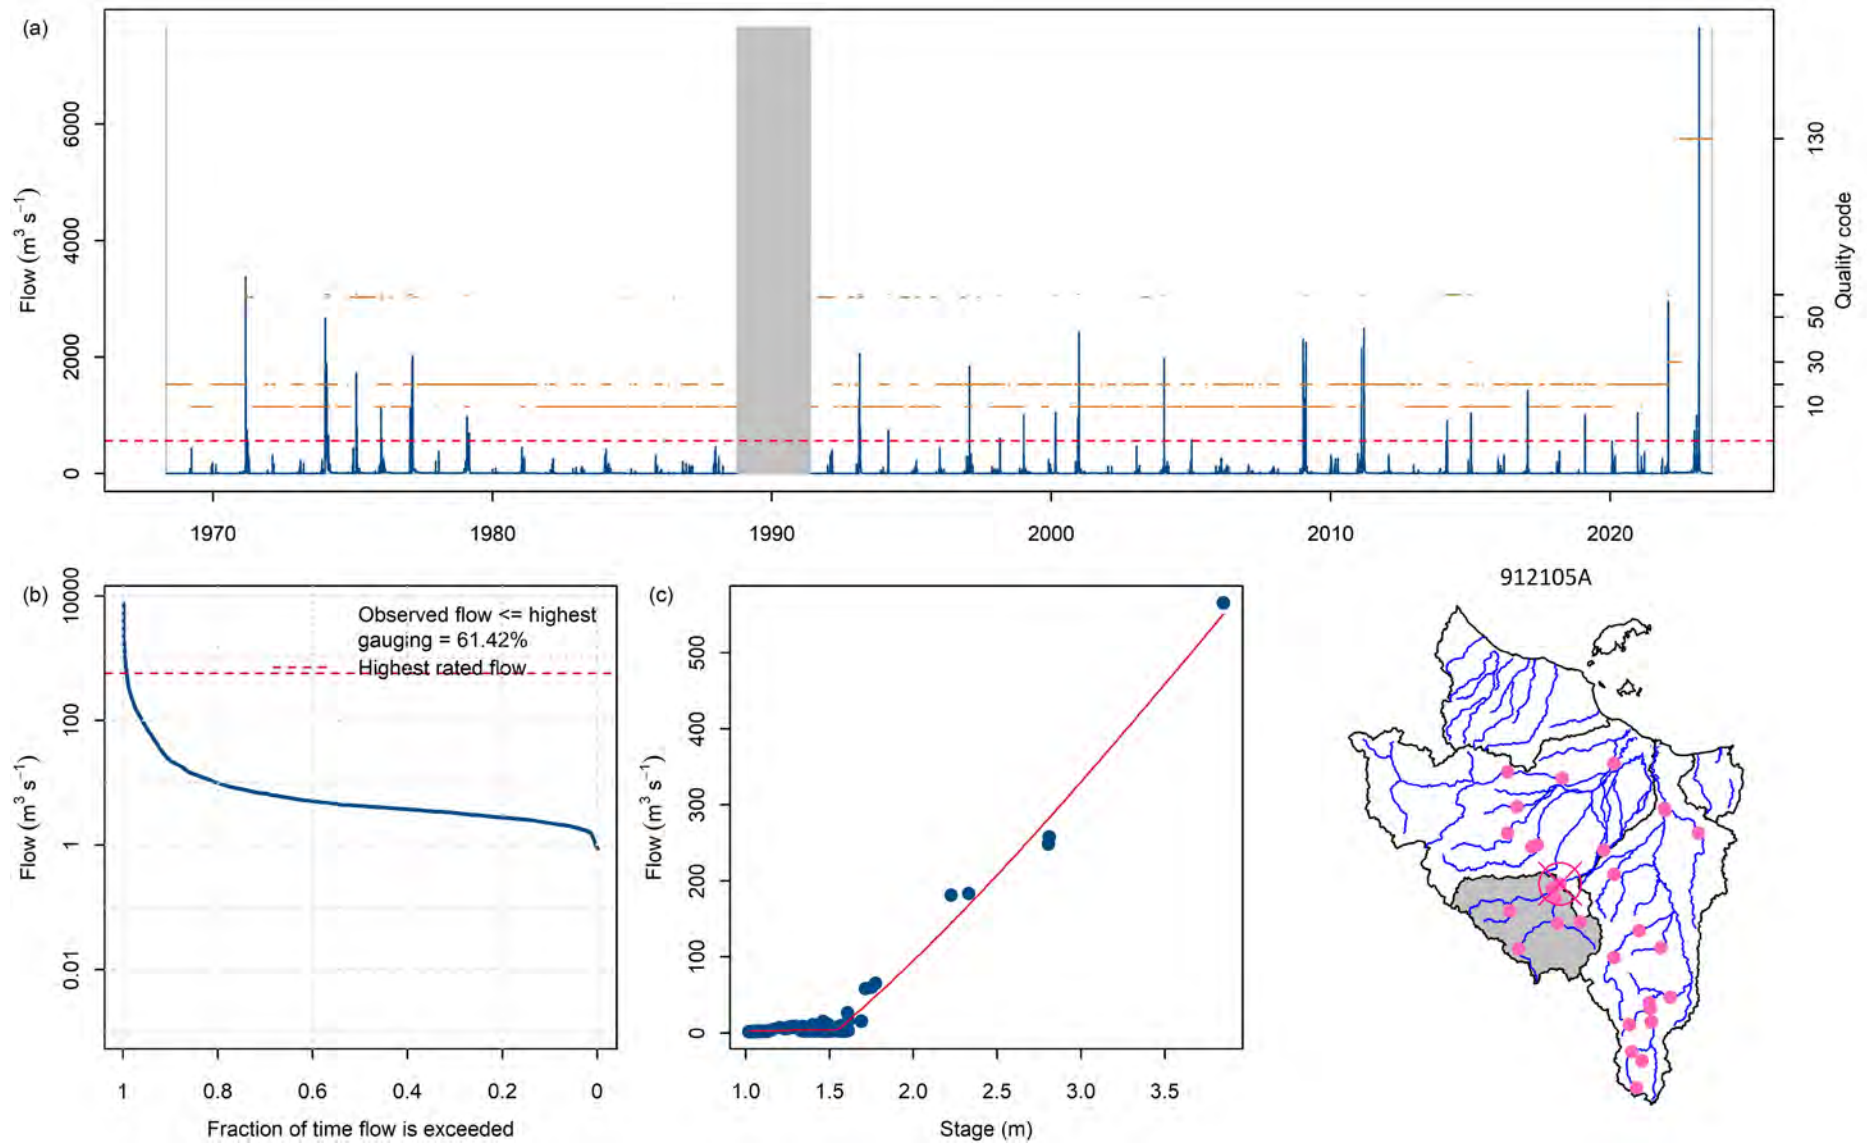 (a)
Flow (m³ s⁻¹)
6000
4000
2000
0
130
50
30
10
Quality code
1970
1980
1990
2000
2010
2020
(b)
Flow (m³ s⁻¹)
10000
100
1
0.01
Observed flow <= highest
gauging = 61.42%
Highest rated flow
1
0.8
0.6
0.4
0.2
0
Fraction of time flow is exceeded
(c)
Flow (m³ s⁻¹)
500
400
300
200
100
0
1.0
1.5
2.0
2.5
3.0
3.5
Stage (m)
912105A